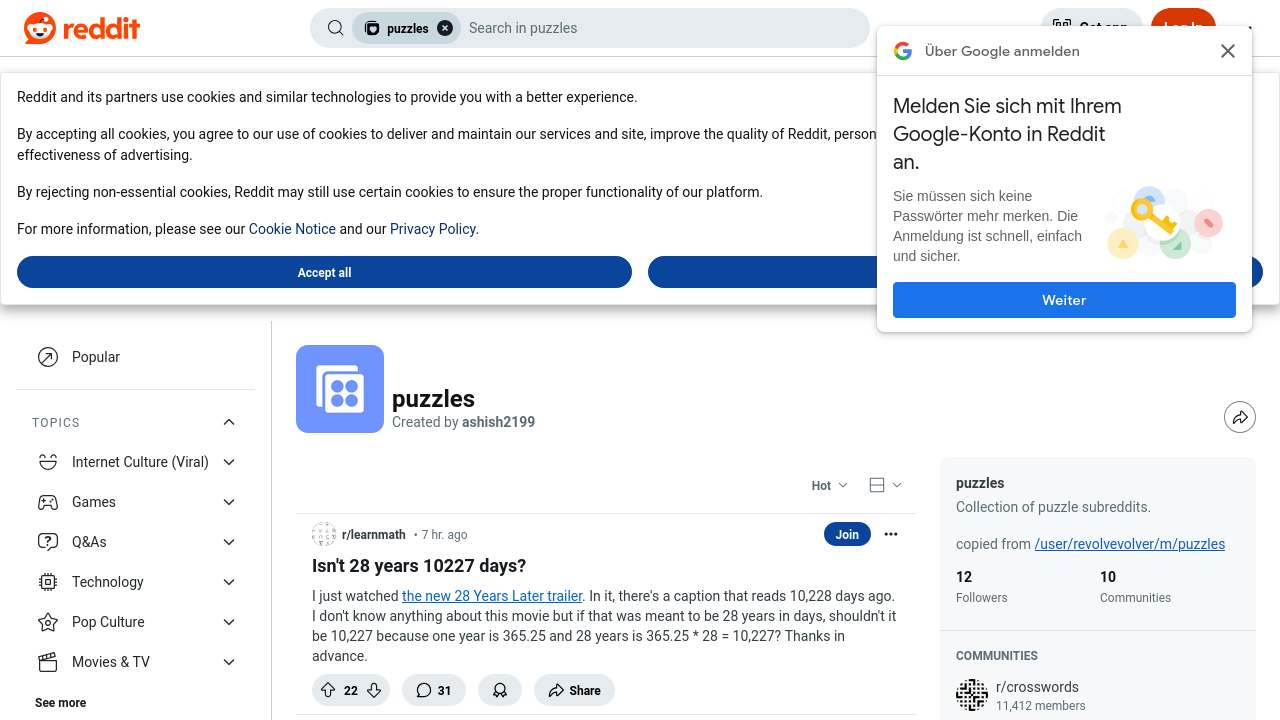 reddit
puzzles
Search in puzzles
Reddit and its partners use cookies and similar technologies to provide you with a better experience.
By accepting all cookies, you agree to our use of cookies to deliver and maintain our services and site, improve the quality of Reddit,
effectiveness of advertising.
By rejecting non-essential cookies, Reddit may still use certain cookies to ensure the proper functionality of our platform.
For more information, please see our Cookie Notice and our Privacy Policy.
Accept all
Über Google anmelden
Melden Sie sich mit Ihrem
Google-Konto in Reddit
an.
Sie müssen sich keine
Passwörter mehr merken. Die
Anmeldung ist schnell, einfach
und sicher.
Weiter
Popular
TOPICS
Internet Culture (Viral)
Games
Q&As
Technology
Pop Culture
Movies & TV
See more
puzzles
Created by ashish2199
Hot
r/learnmath • 7 hr. ago
Join
Isn't 28 years 10227 days?
I just watched the new 28 Years Later trailer. In it, there's a caption that reads 10,228 days ago.
I don't know anything about this movie but if that was meant to be 28 years in days, shouldn't it
be 10,227 because one year is 365.25 and 28 years is 365.25 * 28 = 10,227? Thanks in
advance.
22
31
Share
puzzles
Collection of puzzle subreddits.
copied from /user/revolvevolver/m/puzzles
12
10
Followers
Communities
COMMUNITIES
r/crosswords
11,412 members